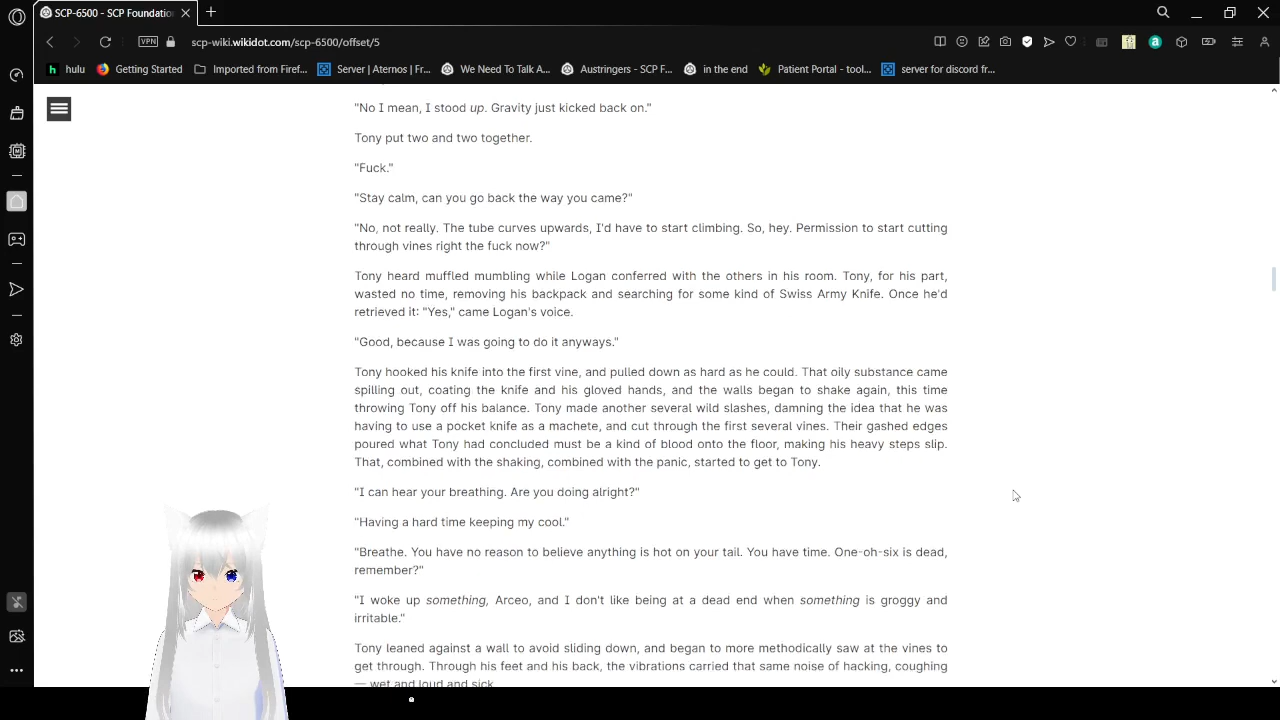 SCP-6500 - SCP Foundatio
scp-wiki.wikidot.com/scp-6500/offset/5
VPN
hulu
Getting Started
Imported from Firef...
Server | Aternos | Fr...
We Need To Talk A...
Austringers - SCP F...
in the end
Patient Portal - tool...
server for discord fr...
"No I mean, I stood up. Gravity just kicked back on."
Tony put two and two together.
"Fuck."
"Stay calm, can you go back the way you came?"
"No, not really. The tube curves upwards, I'd have to start climbing. So, hey. Permission to start cutting
through vines right the fuck now?"
Tony heard muffled mumbling while Logan conferred with the others in his room. Tony, for his part,
wasted no time, removing his backpack and searching for some kind of Swiss Army Knife. Once he'd
retrieved it: "Yes," came Logan's voice.
"Good, because I was going to do it anyways."
Tony hooked his knife into the first vine, and pulled down as hard as he could. That oily substance came
spilling out, coating the knife and his gloved hands, and the walls began to shake again, this time
throwing Tony off his balance. Tony made another several wild slashes, damning the idea that he was
having to use a pocket knife as a machete, and cut through the first several vines. Their gashed edges
poured what Tony had concluded must be a kind of blood onto the floor, making his heavy steps slip.
That, combined with the shaking, combined with the panic, started to get to Tony.
"I can hear your breathing. Are you doing alright?"
"Having a hard time keeping my cool."
"Breathe. You have no reason to believe anything is hot on your tail. You have time. One-oh-six is dead,
remember?"
"I woke up something, Arceo, and I don't like being at a dead end when something is groggy and
irritable."
Tony leaned against a wall to avoid sliding down, and began to more methodically saw at the vines to
get through. Through his feet and his back, the vibrations carried that same noise of hacking, coughing
— wet and loud and sick.